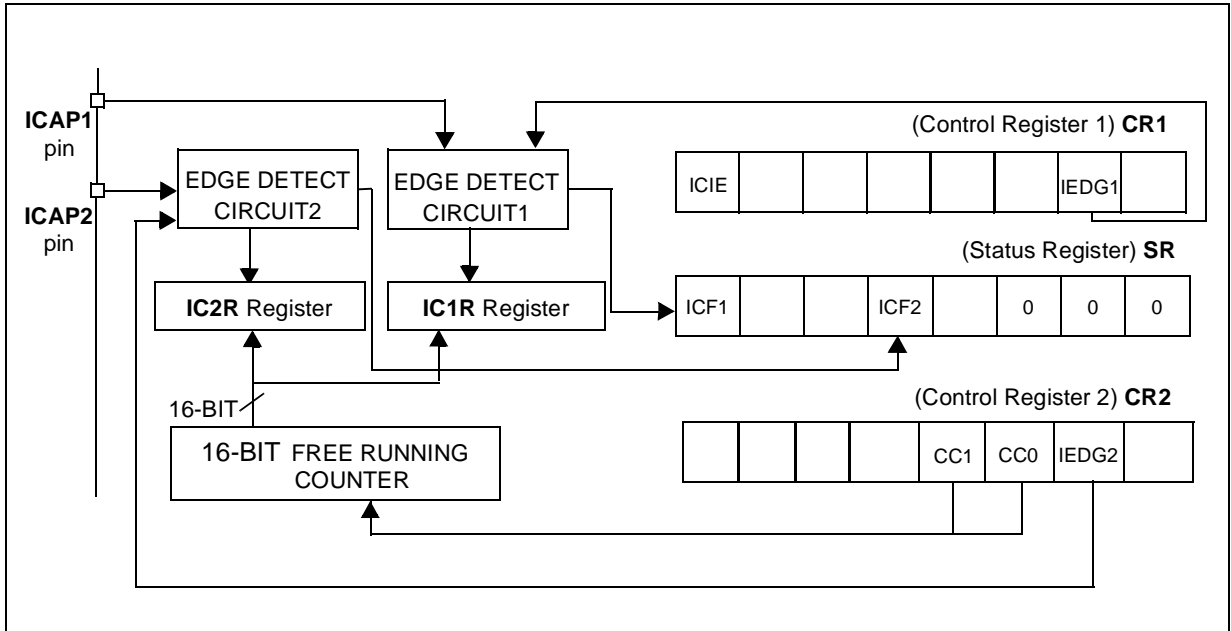 ICAP1
pin
ICAP2
pin
EDGE DETECT
CIRCUIT2
EDGE DETECT
CIRCUIT1
(Control Register 1) CR1
ICIE
IEDG1
IC2R Register
IC1R Register
(Status Register) SR
ICF1
ICF2
0
0
0
16-BIT
16-BIT FREE RUNNING
COUNTER
(Control Register 2) CR2
CC1
CC0
IEDG2